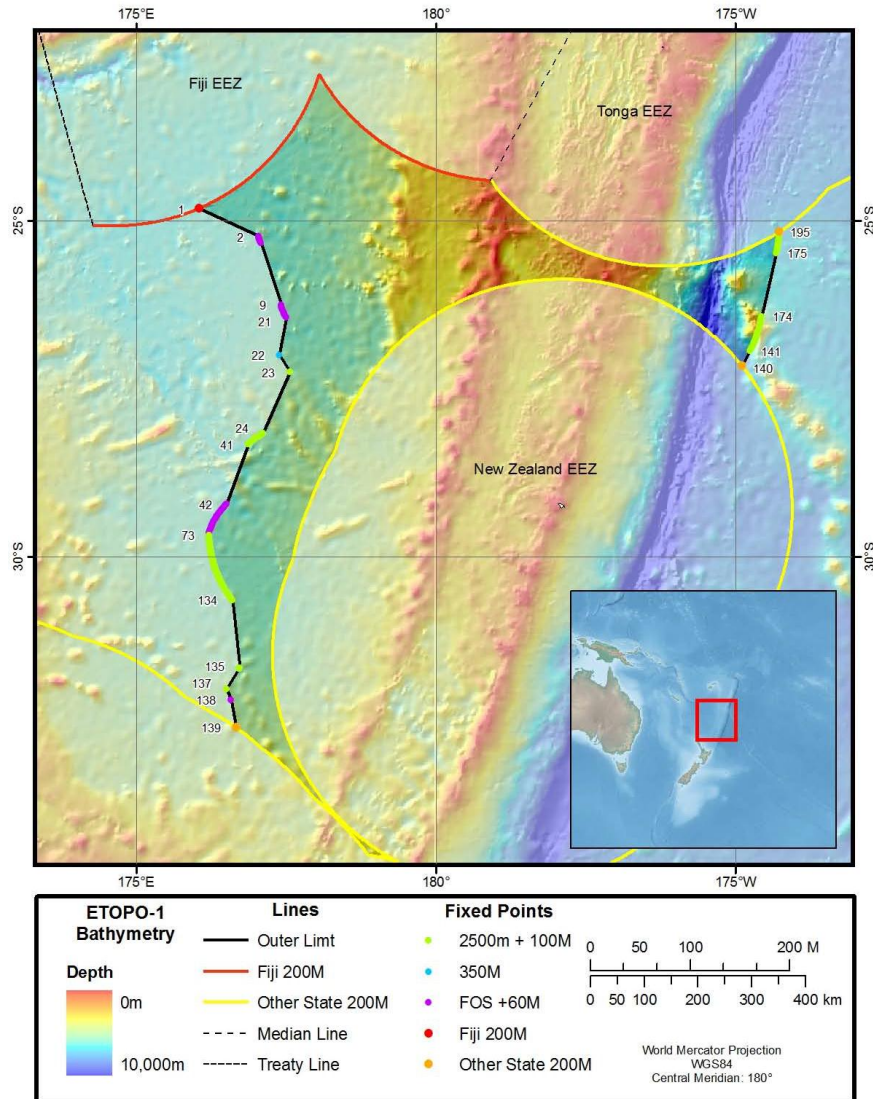 175°E
180°
175°W
Fiji EEZ
Tonga EEZ
25°S
25°S
1
2
195
175
9
21
174
22
141
23
140
24
41
New Zealand EEZ
42
73
30°S
30°S
134
135
137
138
139
175°E
180°
175°W
ETOPO-1
Bathymetry
Depth
0m
10,000m
Lines
Outer Limt
Fiji 200M
Other State 200M
Median Line
Treaty Line
Fixed Points
2500m + 100M
350M
FOS +60M
Fiji 200M
Other State 200M
0 50 100 200 M
0 50 100 200 300 400 km
World Mercator Projection
WGS84
Central Meridian: 180°